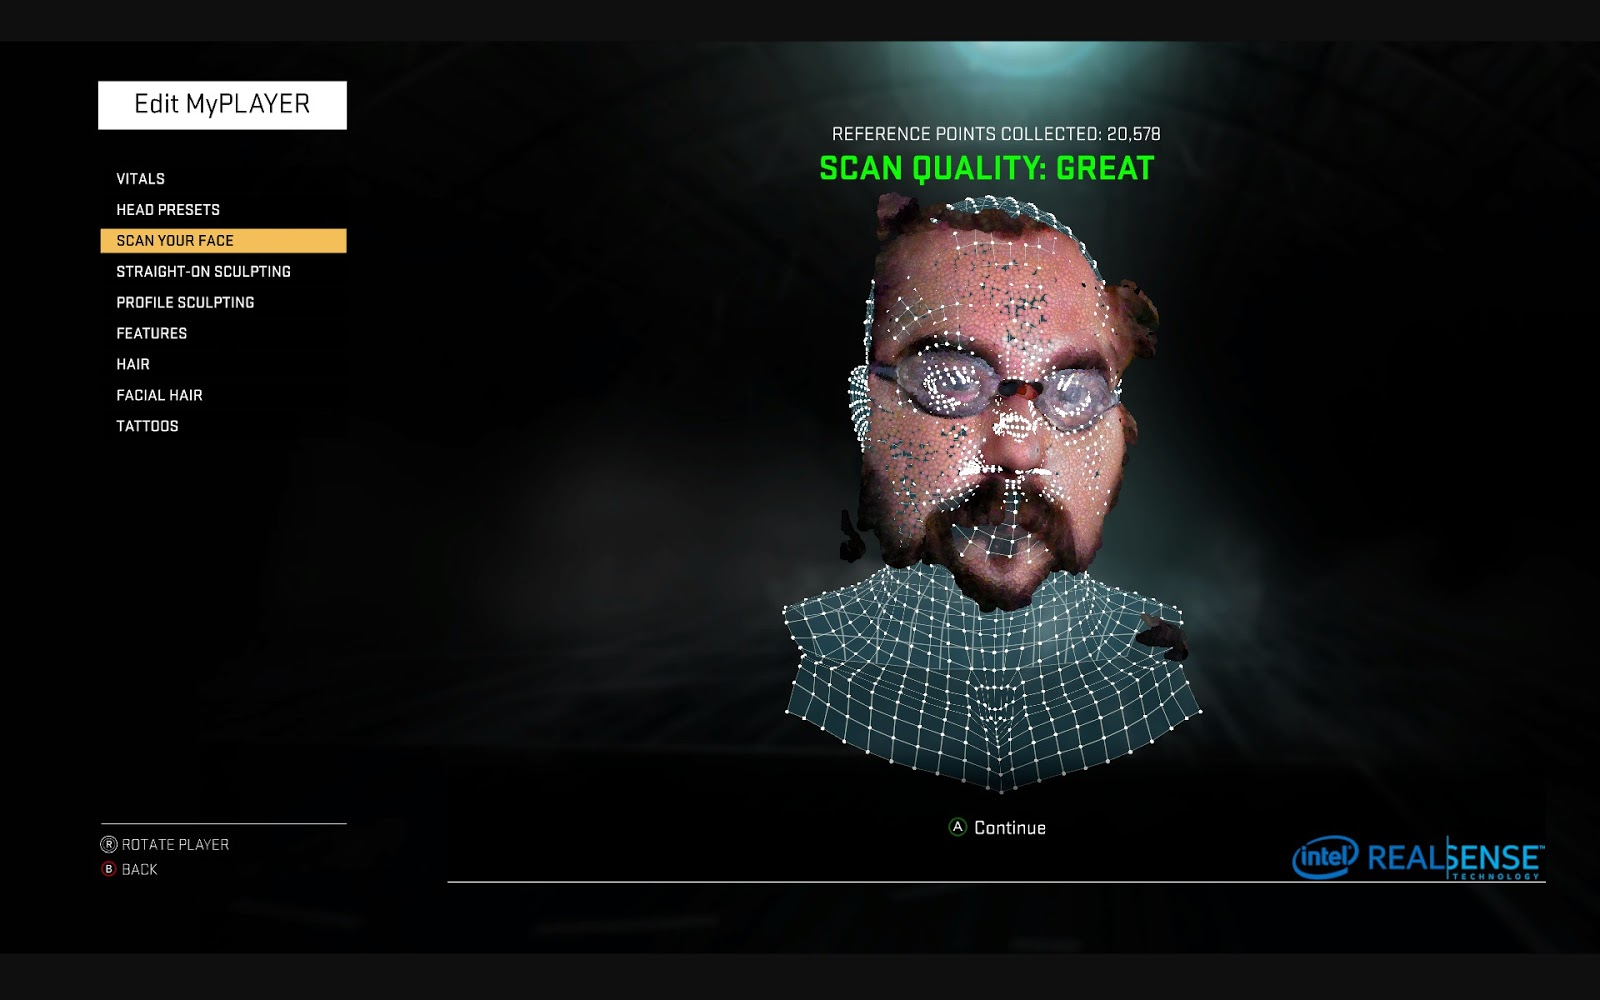 Edit MyPLAYER
VITALS
HEAD PRESETS
SCAN YOUR FACE
STRAIGHT-ON SCULPTING
PROFILE SCULPTING
FEATURES
HAIR
FACIAL HAIR
TATTOOS
REFERENCE POINTS COLLECTED: 20,578
SCAN QUALITY: GREAT
A Continue
R ROTATE PLAYER
B BACK
intel REALSENSE™
TECHNOLOGY